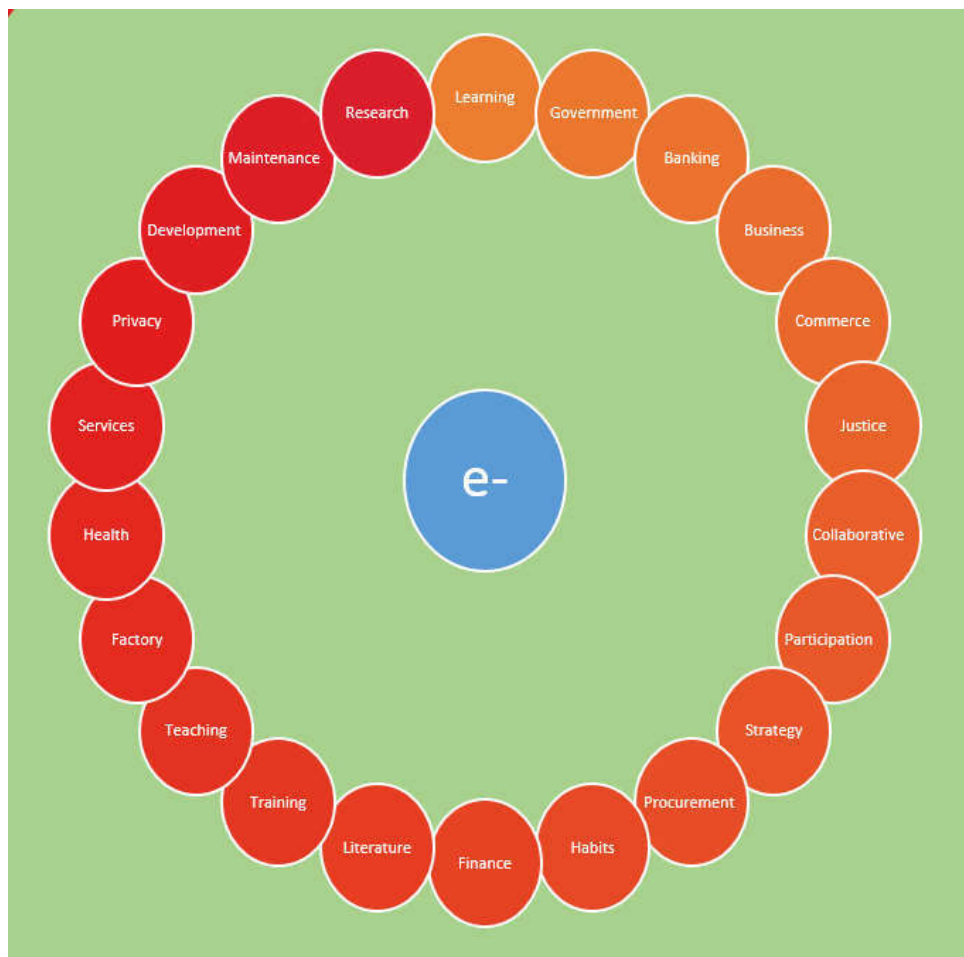 Learning
Government
Banking
Business
Commerce
Justice
Collaborative
Participation
Strategy
Procurement
Habits
Finance
Literature
Training
Teaching
Factory
Health
Services
Privacy
Development
Maintenance
Research
e-